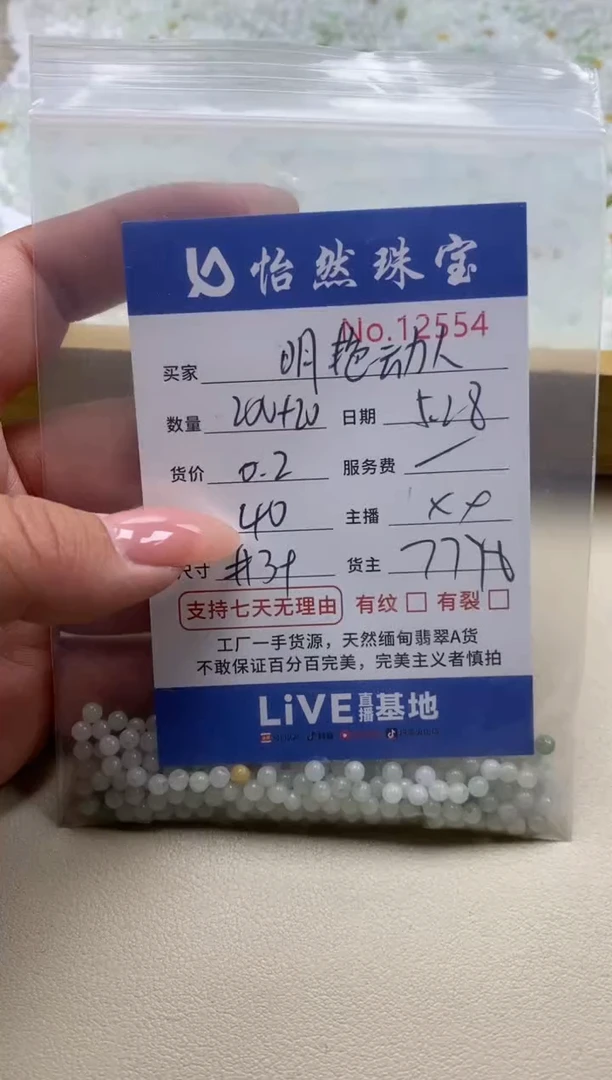 怡然珠宝
No.12554
买家 明艳动人
数量 200+20 日期 5.28
货价 0.2 服务费 /
40 主播 XX
尺寸 货主
支持七天无理由 有纹 □ 有裂 □
工厂一手货源，天然缅甸翡翠A货
不敢保证百分百完美，完美主义者慎拍
LiVE直播基地